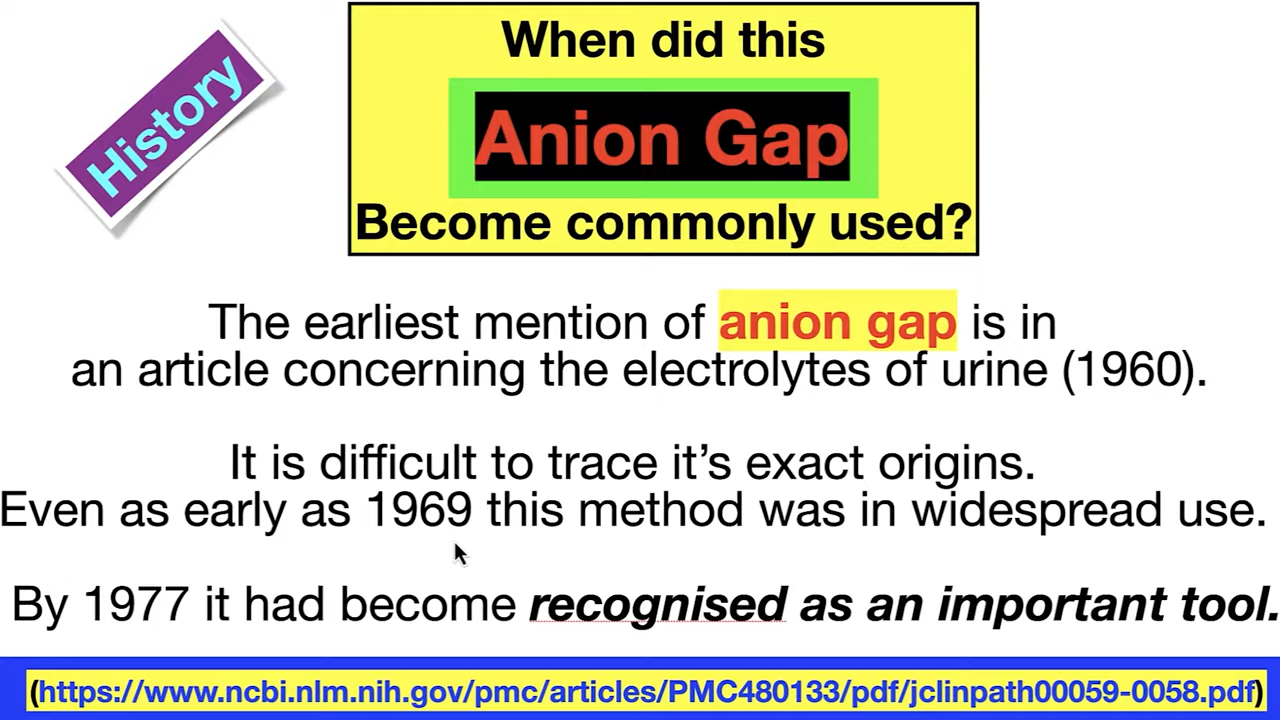 History
When did this
Anion Gap
Become commonly used?
The earliest mention of anion gap is in
an article concerning the electrolytes of urine (1960).
It is difficult to trace it’s exact origins.
Even as early as 1969 this method was in widespread use.
By 1977 it had become recognised as an important tool.
(https://www.ncbi.nlm.nih.gov/pmc/articles/PMC480133/pdf/jclinpath00059-0058.pdf)